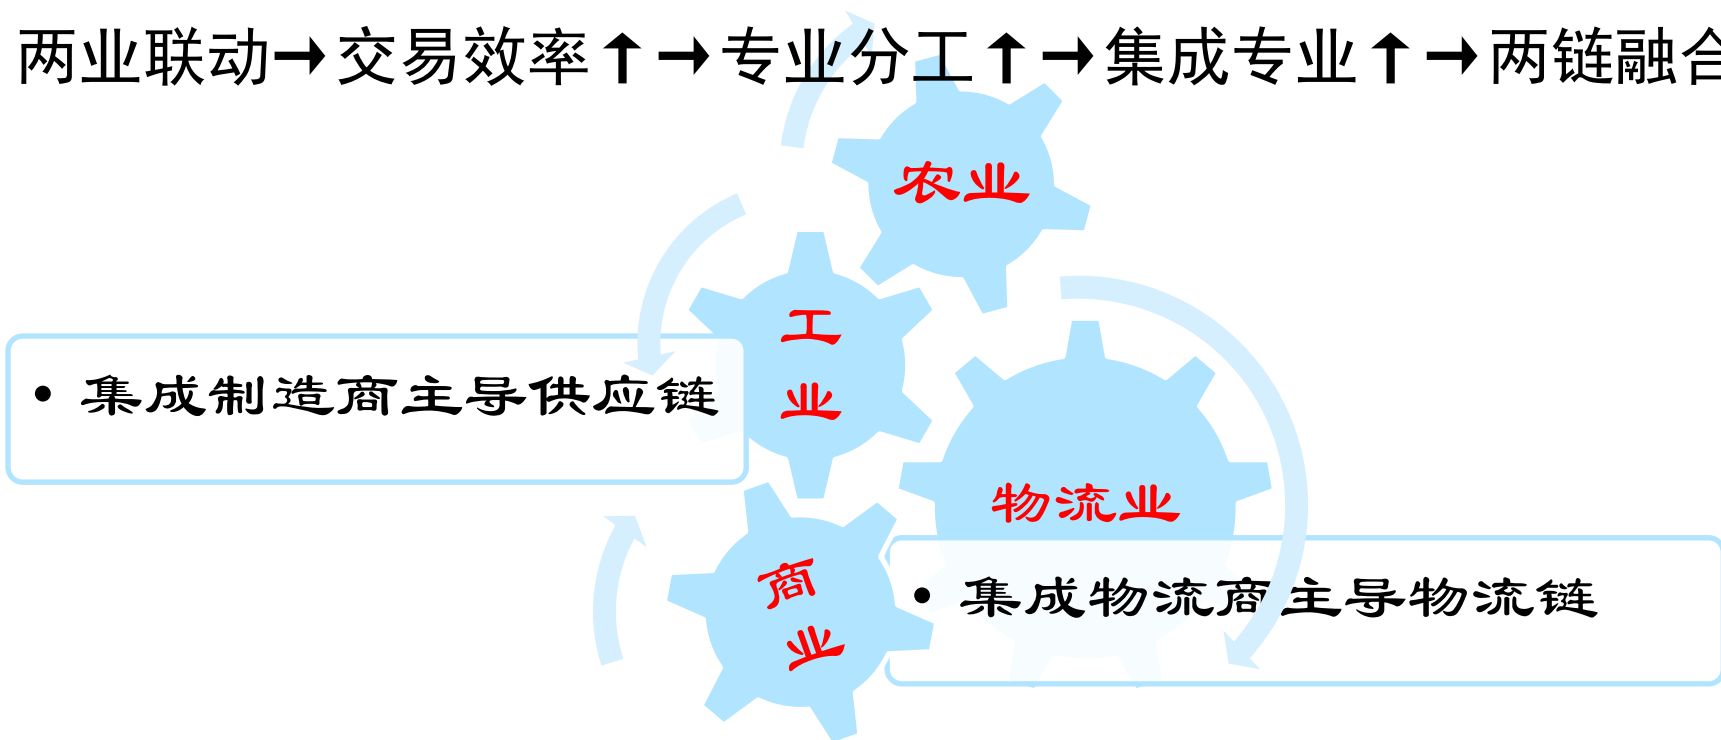 两业联动→交易效率↑→专业分工↑→集成专业↑→两链融合
农业
工
业
• 集成制造商主导供应链
物流业
商
业
• 集成物流商主导物流链